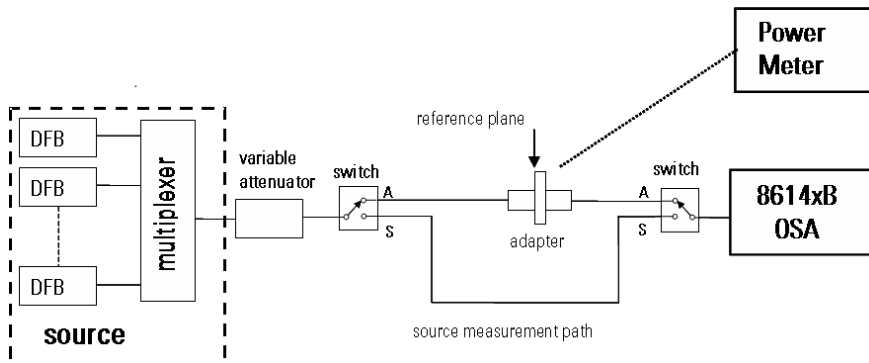 Power
Meter
reference plane
DFB
DFB
DFB
multiplexer
source
variable
attenuator
switch
A
S
adapter
source measurement path
switch
A
S
8614xB
OSA